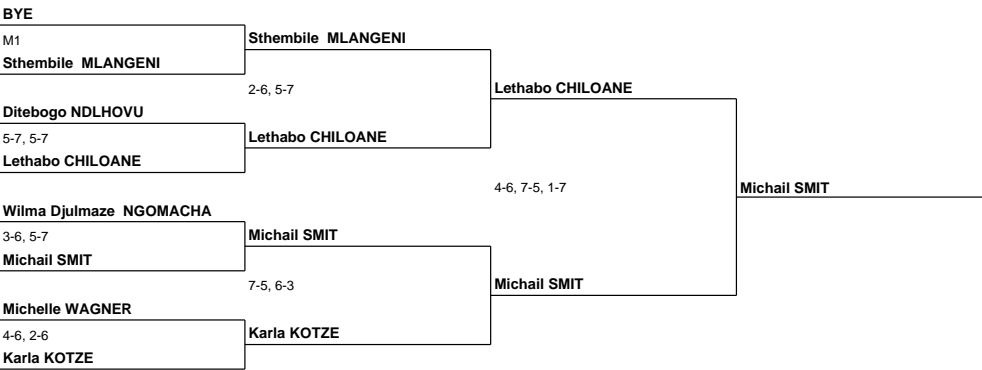 BYE
M1
Sthembile  MLANGENI
Sthembile  MLANGENI
2-6, 5-7
Lethabo CHILOANE
Ditebogo NDLHOVU
5-7, 5-7
Lethabo CHILOANE
Lethabo CHILOANE
4-6, 7-5, 1-7
Michail SMIT
Wilma Djulmaze  NGOMACHA
3-6, 5-7
Michail SMIT
Michail SMIT
7-5, 6-3
Michail SMIT
Michelle WAGNER
4-6, 2-6
Karla KOTZE
Karla KOTZE